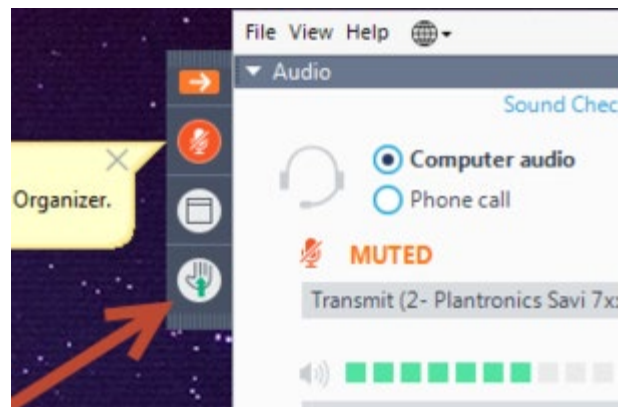 File View Help
Audio
Sound Chec
Computer audio
Organizer.
Phone call
MUTED
Transmit (2- Plantronics Savi 7x